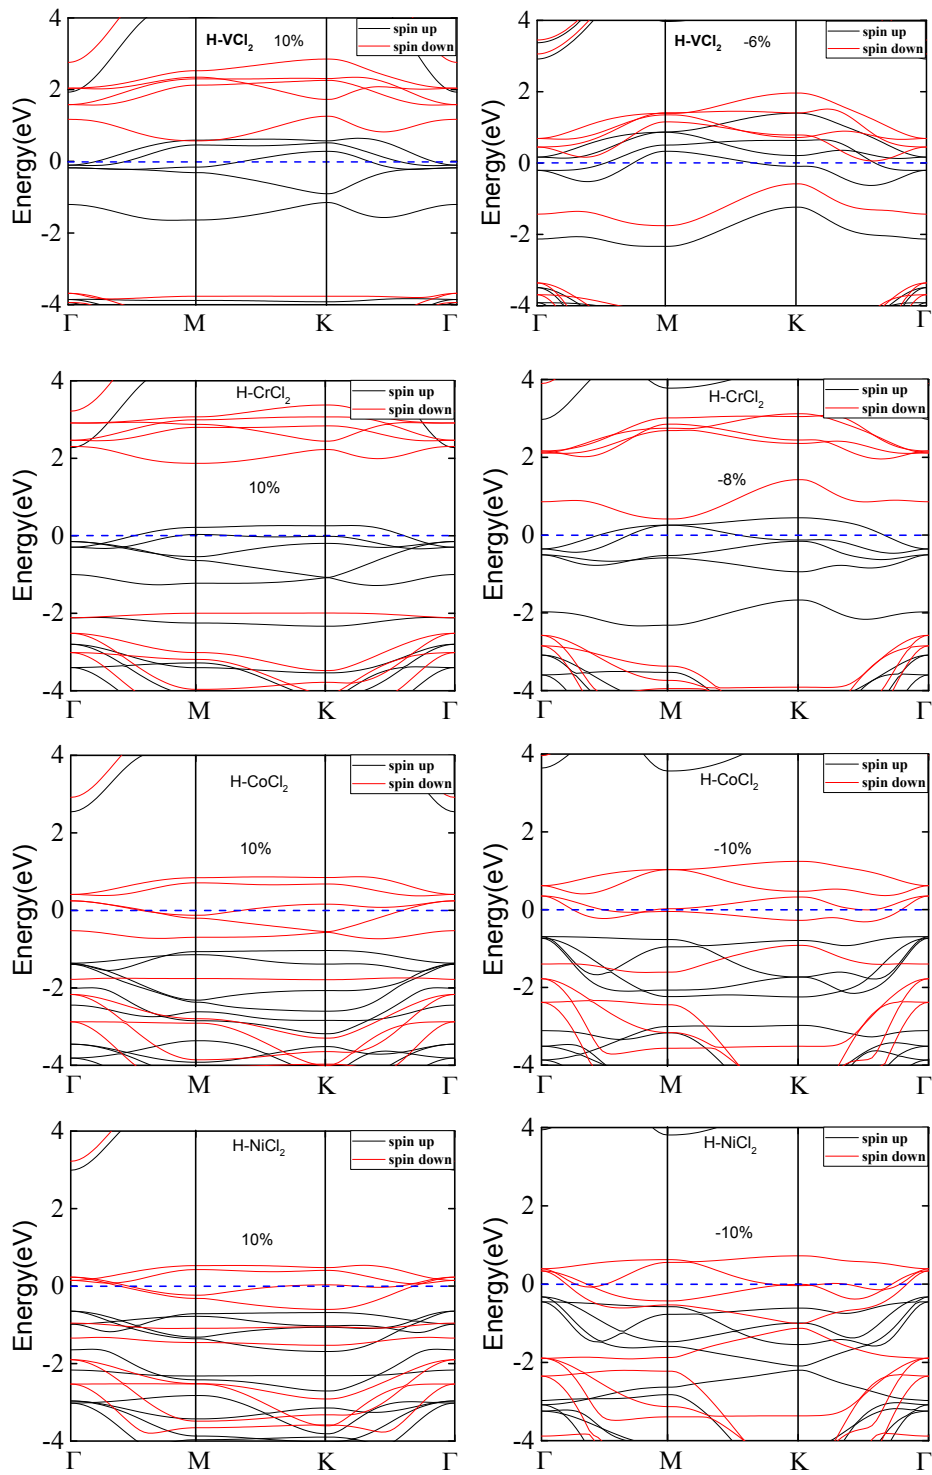 H-VCl₂ 10%
spin up
spin down
Energy(eV)
4
2
0
-2
-4
Γ M K Γ
H-VCl₂ -6%
spin up
spin down
Energy(eV)
4
2
0
-2
-4
Γ M K Γ
H-CrCl₂
spin up
spin down
10%
Energy(eV)
4
2
0
-2
-4
Γ M K Γ
H-CrCl₂
spin up
spin down
-8%
Energy(eV)
4
2
0
-2
-4
Γ M K Γ
H-CoCl₂
spin up
spin down
10%
Energy(eV)
4
2
0
-2
-4
Γ M K Γ
H-CoCl₂
spin up
spin down
-10%
Energy(eV)
4
2
0
-2
-4
Γ M K Γ
H-NiCl₂
spin up
spin down
10%
Energy(eV)
4
2
0
-2
-4
Γ M K Γ
H-NiCl₂
spin up
spin down
-10%
Energy(eV)
4
2
0
-2
-4
Γ M K Γ